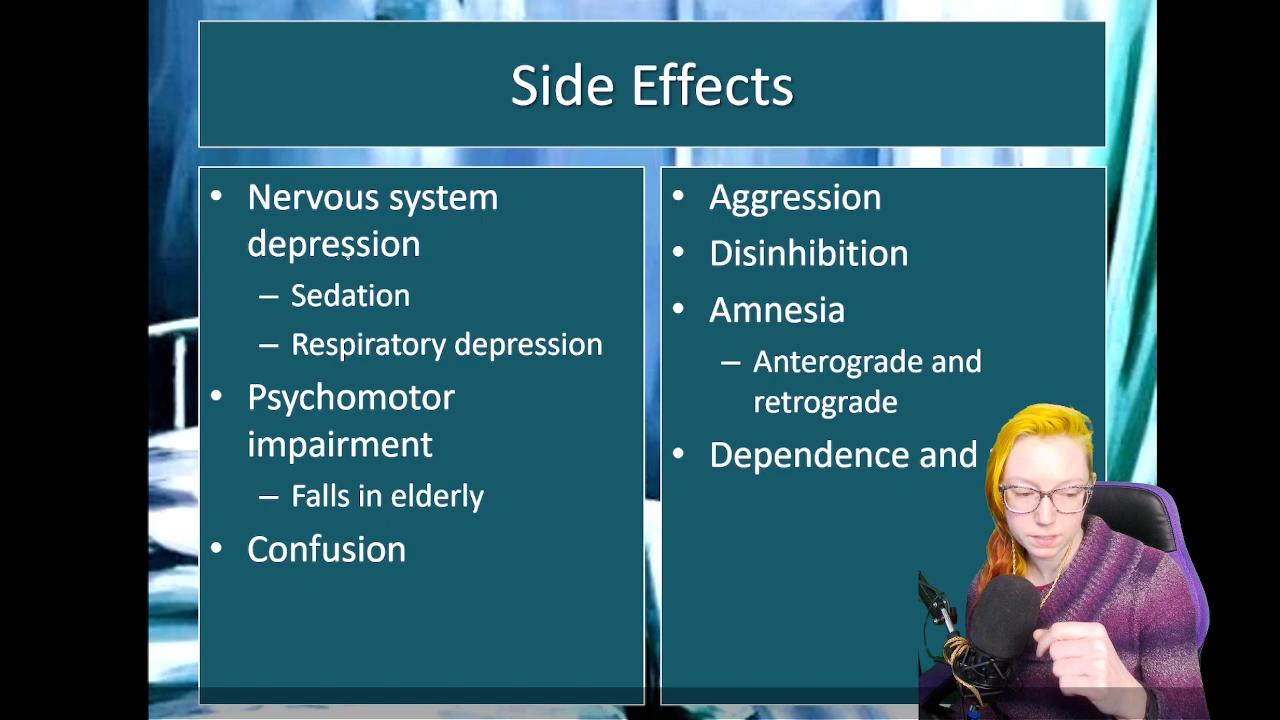 Side Effects
• Nervous system
depression
– Sedation
– Respiratory depression
• Psychomotor
impairment
– Falls in elderly
• Confusion
• Aggression
• Disinhibition
• Amnesia
– Anterograde and
retrograde
• Dependence and